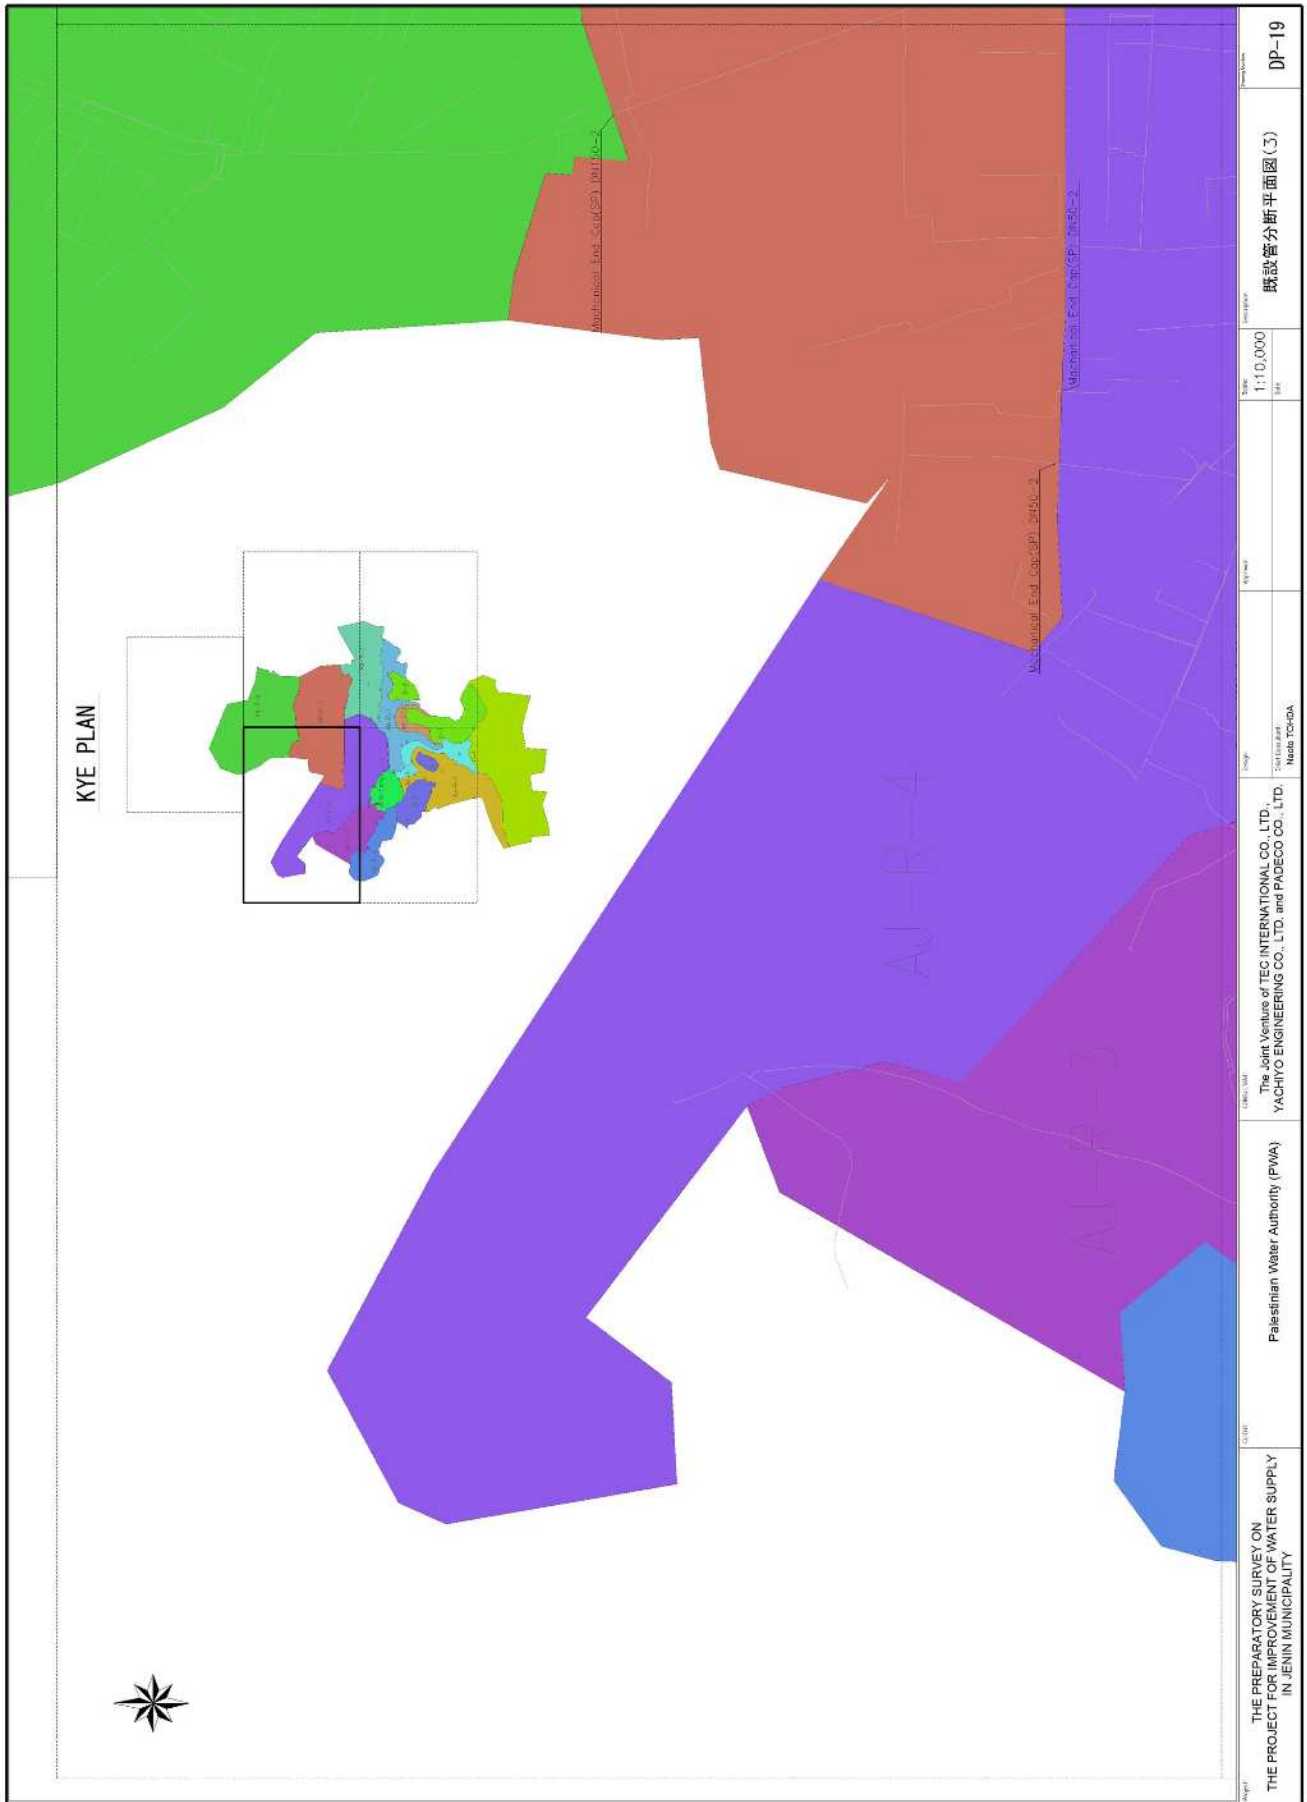 KYE PLAN
Mechanical End Cap(SP) DN150-2
Mechanical End Cap(SP) DN50-2
Mechanical End Cap(SP) DN50-2
AJ-R-4
AJ-R-3
THE PREPARATORY SURVEY ON
THE PROJECT FOR IMPROVEMENT OF WATER SUPPLY
IN JENIN MUNICIPALITY
Palestinian Water Authority (PWA)
The Joint Venture of TEC INTERNATIONAL CO., LTD.,
YACHIYO ENGINEERING CO., LTD. and PADECO CO., LTD.
Naoto TOHDA
Scale
1:10,000
Date
既設管分断平面図(3)
DP-19